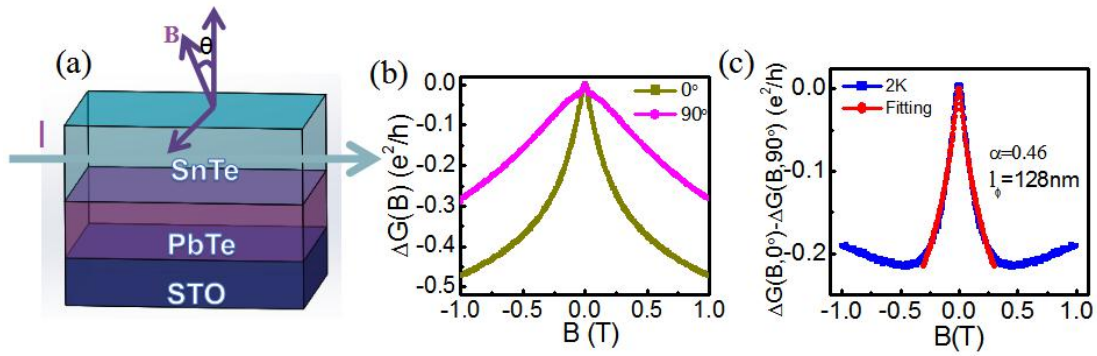 (a)
B
θ
I
SnTe
PbTe
STO
(b)
ΔG(B) (e²/h)
0.0
-0.1
-0.2
-0.3
-0.4
-0.5
0°
90°
-1.0 -0.5 0.0 0.5 1.0
B (T)
(c)
ΔG(B,0°)-ΔG(B,90°) (e²/h)
0.0
-0.1
-0.2
2K
Fitting
α=0.46
l_ϕ=128nm
-1.0 -0.5 0.0 0.5 1.0
B(T)